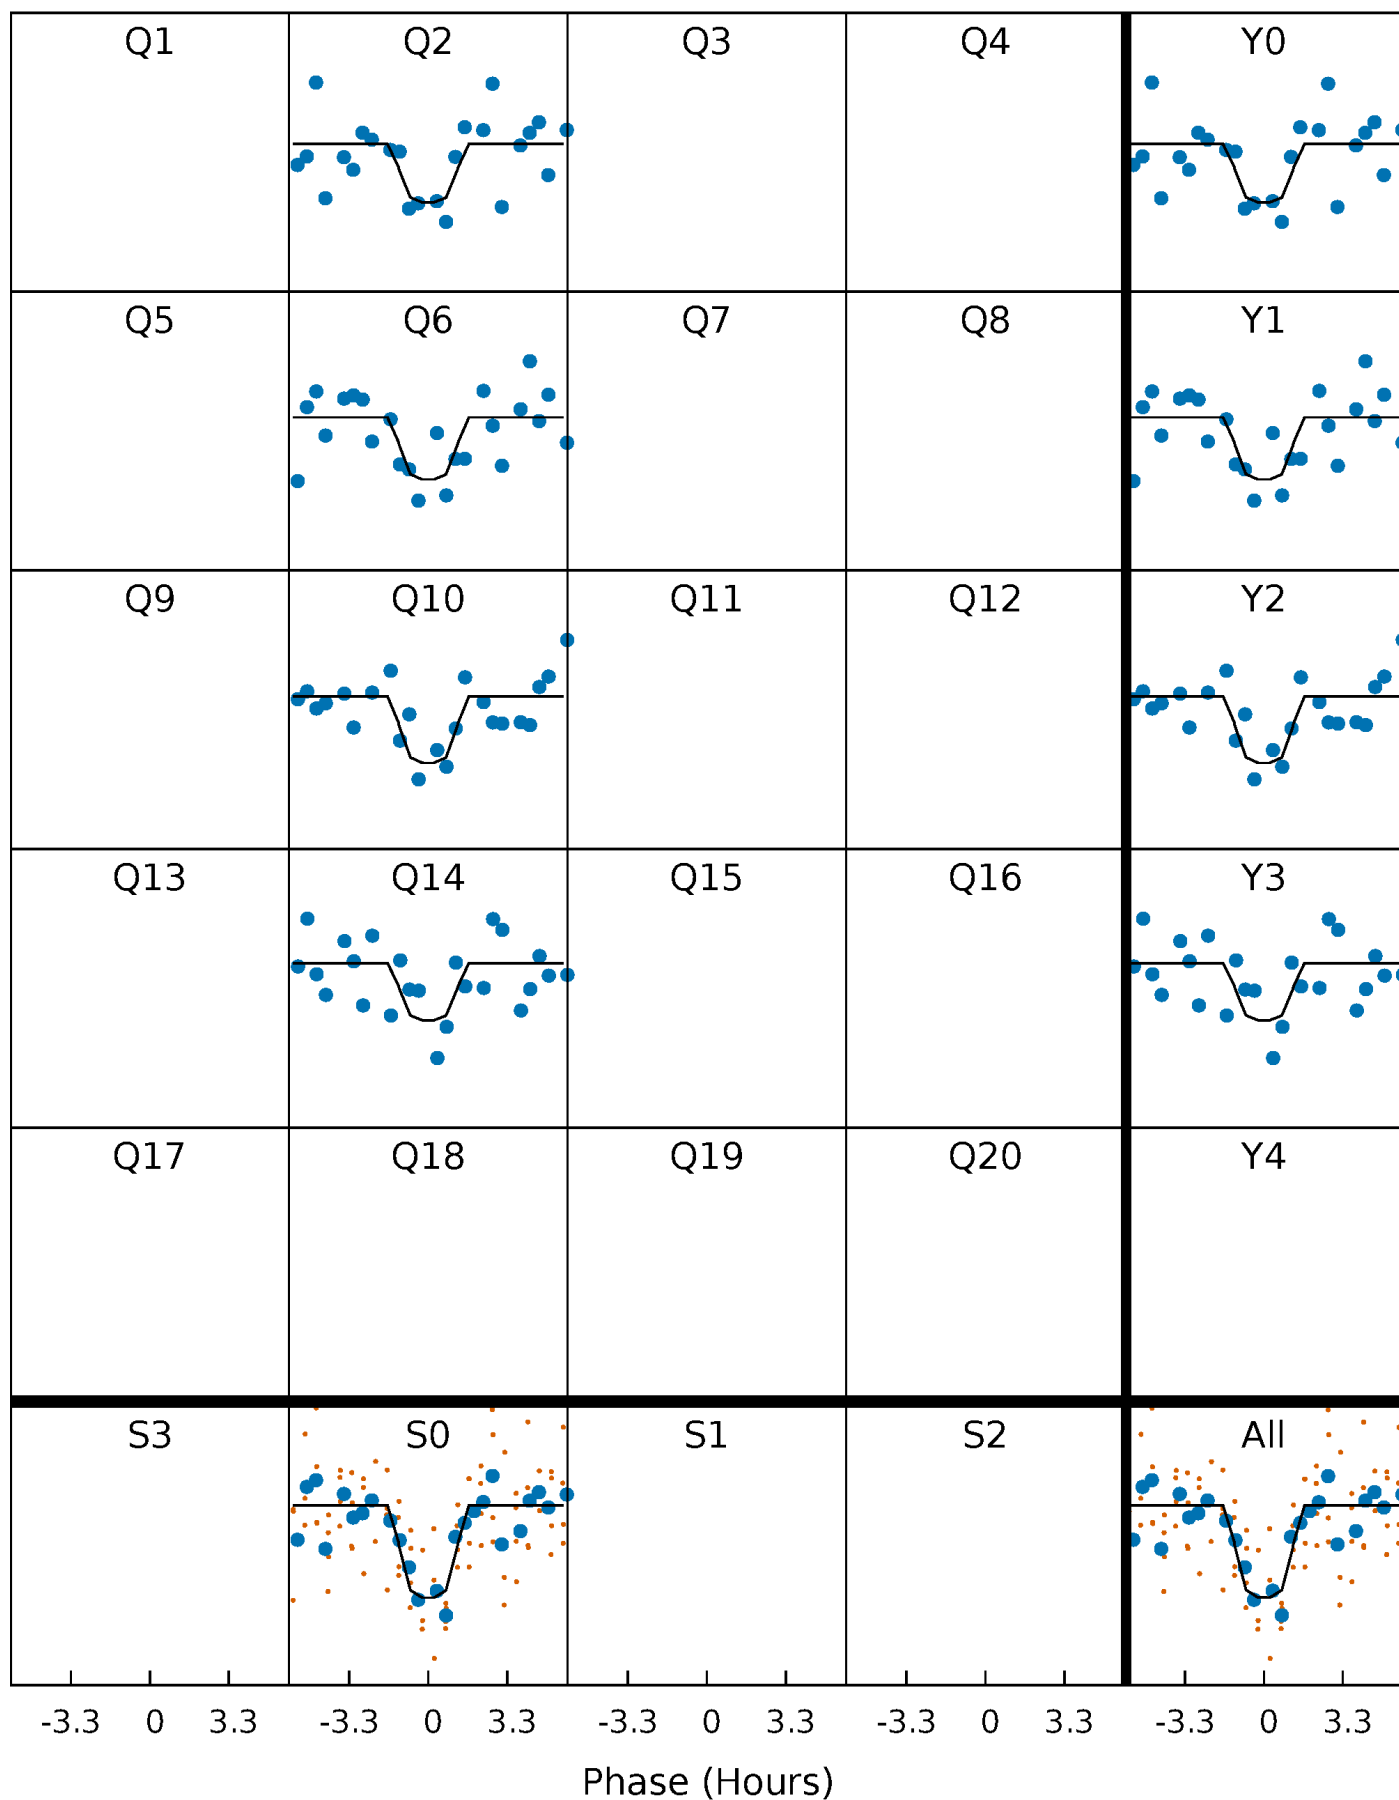 Q1 Q2 Q3 Q4 Y0
Q5 Q6 Q7 Q8 Y1
Q9 Q10 Q11 Q12 Y2
Q13 Q14 Q15 Q16 Y3
Q17 Q18 Q19 Q20 Y4
S3 S0 S1 S2 All
-3.3 0 3.3 -3.3 0 3.3 -3.3 0 3.3 -3.3 0 3.3 -3.3 0 3.3
Phase (Hours)